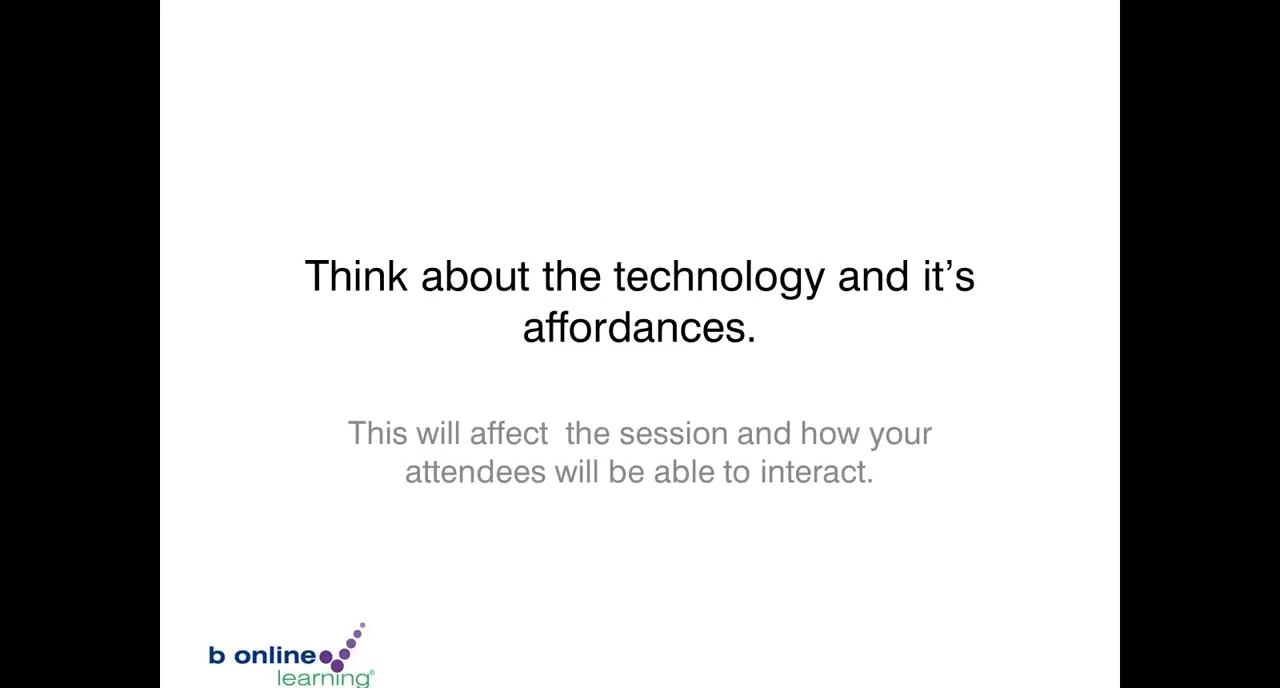 Think about the technology and it’s
affordances.
This will affect  the session and how your
attendees will be able to interact.
b online
learning®